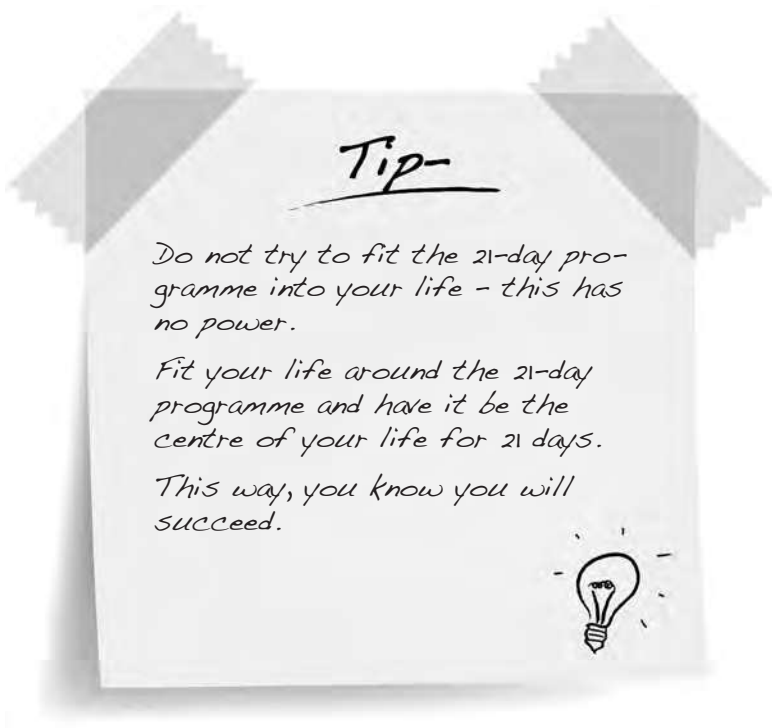 Tip-
Do not try to fit the 21-day pro-
gramme into your life - this has
no power.
Fit your life around the 21-day
programme and have it be the
centre of your life for 21 days.
This way, you know you will
succeed.